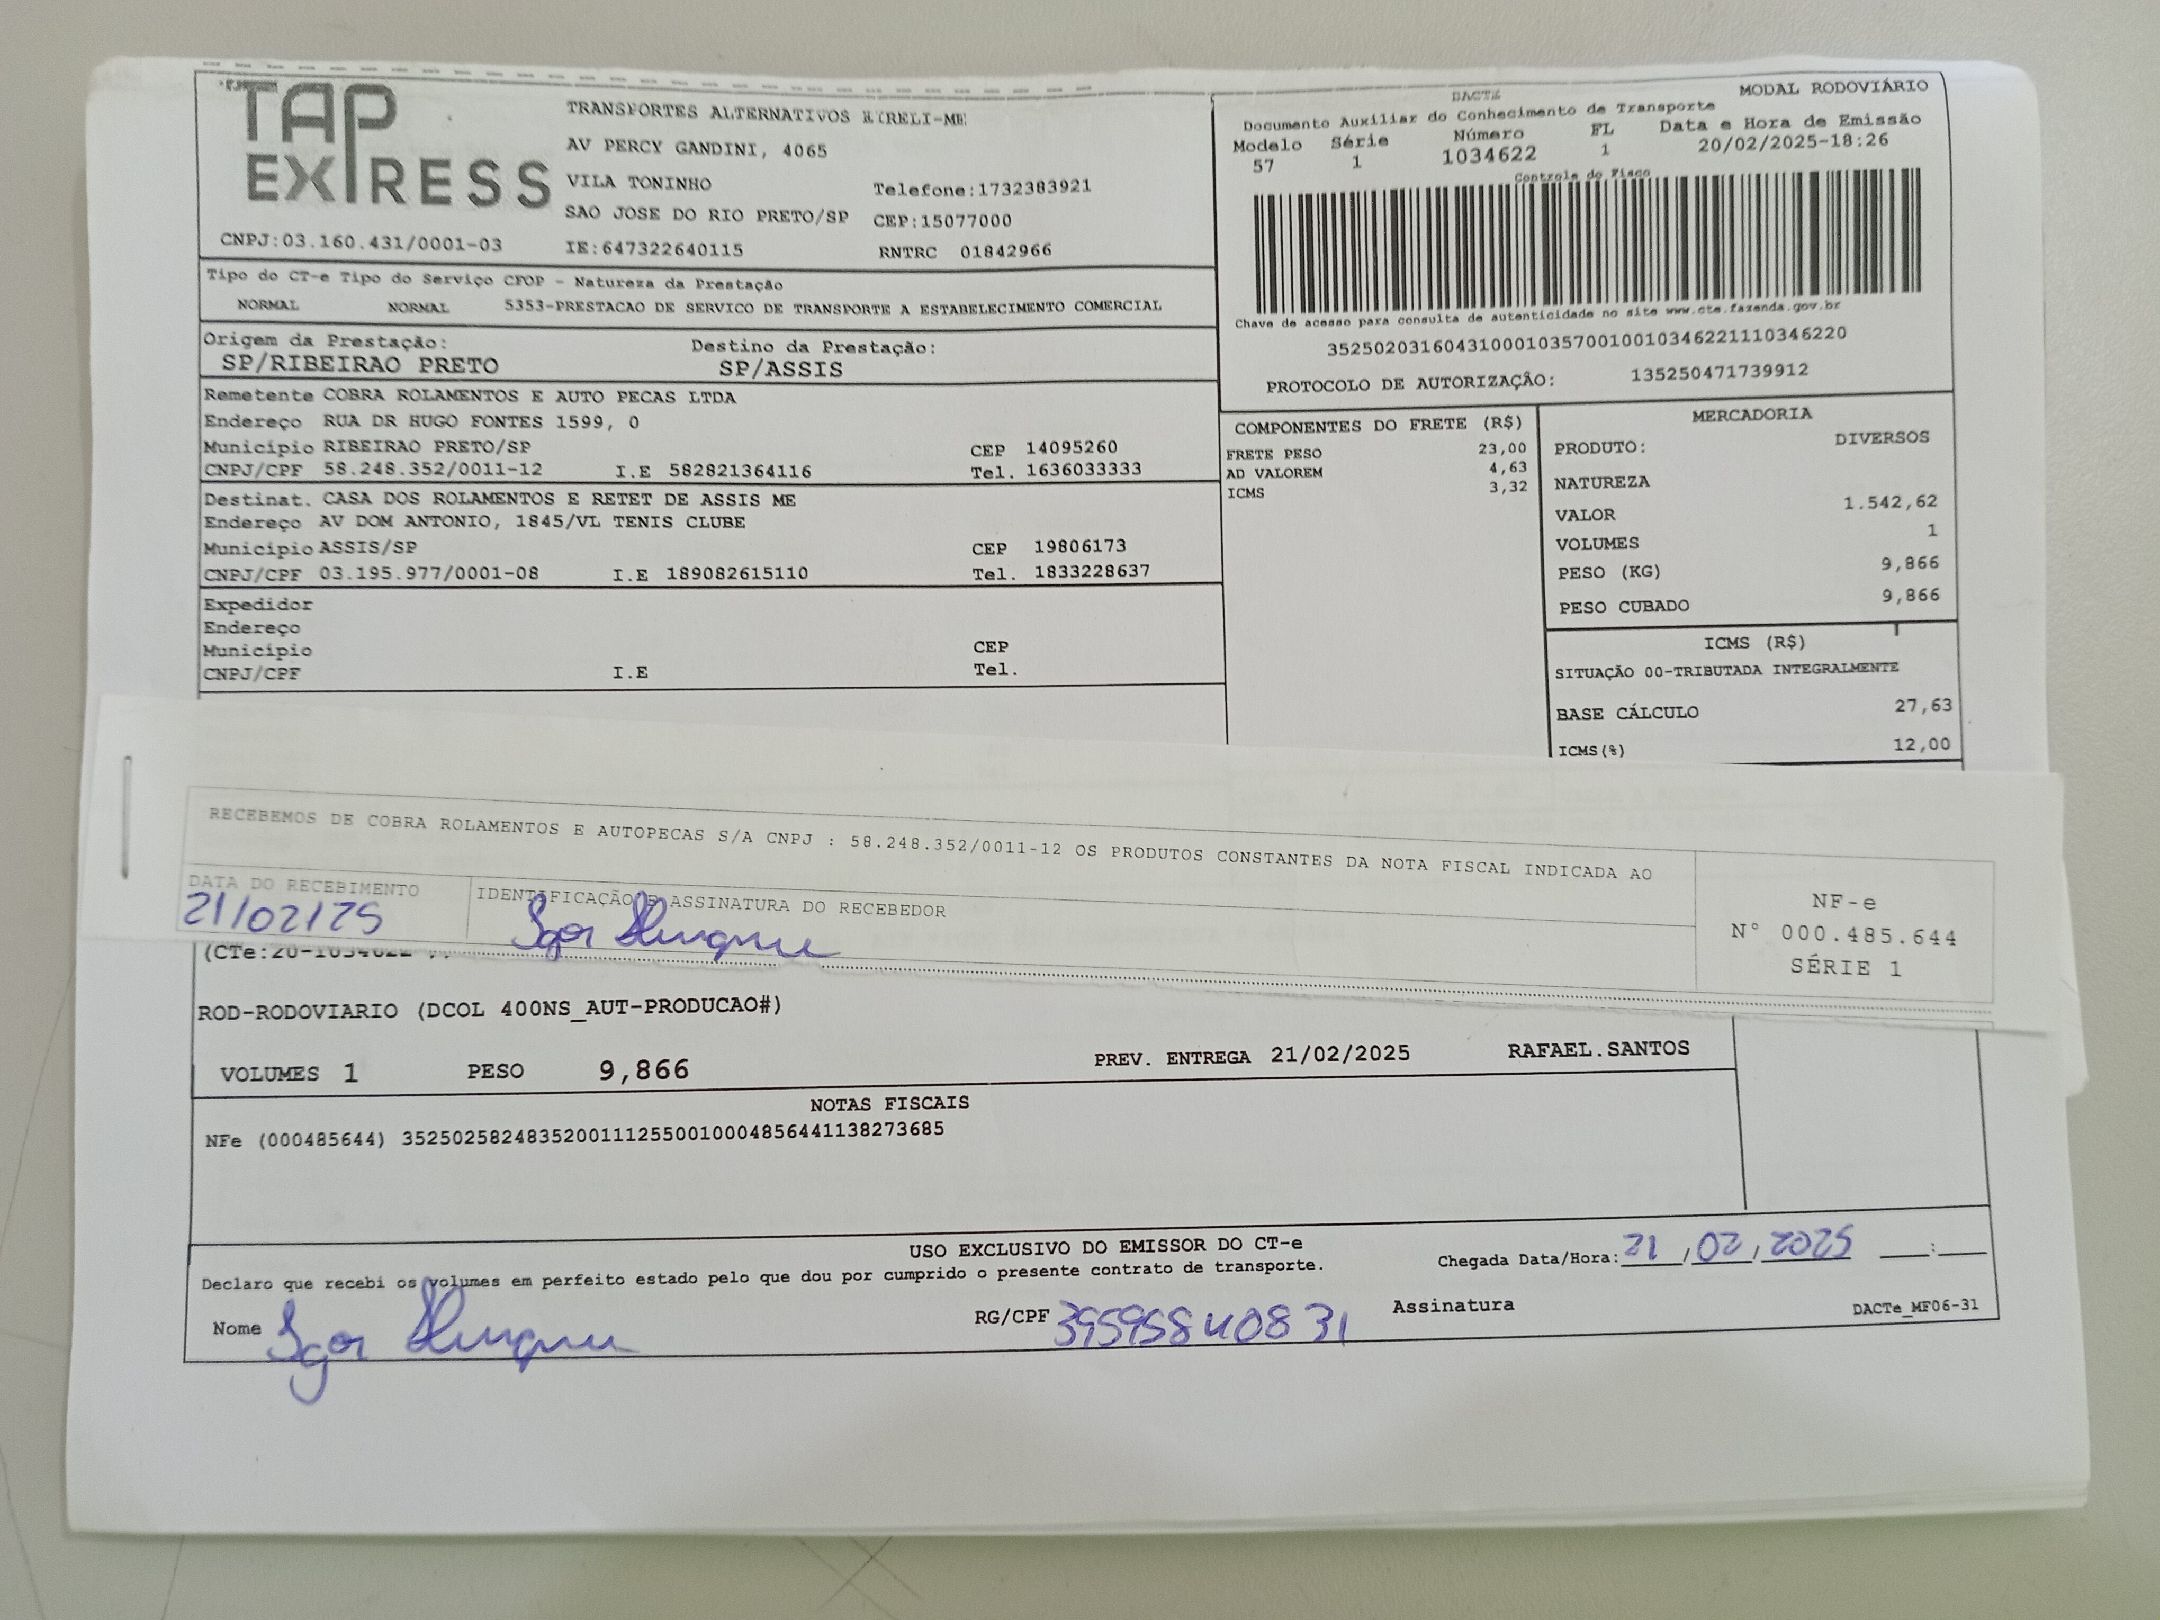 TAP EXPRESS
TRANSPORTES ALTERNATIVOS EIRELI-ME
AV PERCY GANDINI, 4065
VILA TONINHO
Telefone:1732383921
SAO JOSE DO RIO PRETO/SP CEP:15077000
CNPJ:03.160.431/0001-03 IE:647322640115 RNTRC 01842966
MODAL RODOVIÁRIO
DACTE
Documento Auxiliar do Conhecimento de Transporte
Modelo Série Número FL Data e Hora de Emissão
57 1 1034622 1 20/02/2025-18:26
Controle do Fisco
Chave de acesso para consulta de autenticidade no site www.cte.fazenda.gov.br
35250203160431000103570010010346221110346220
PROTOCOLO DE AUTORIZAÇÃO: 135250471739912
Tipo do CT-e Tipo do Serviço CFOP - Natureza da Prestação
NORMAL NORMAL 5353-PRESTACAO DE SERVICO DE TRANSPORTE A ESTABELECIMENTO COMERCIAL
Origem da Prestação: Destino da Prestação:
SP/RIBEIRAO PRETO SP/ASSIS
Remetente COBRA ROLAMENTOS E AUTO PECAS LTDA
Endereço RUA DR HUGO FONTES 1599, 0
Município RIBEIRAO PRETO/SP CEP 14095260
CNPJ/CPF 58.248.352/0011-12 I.E 582821364116 Tel. 1636033333
Destinat. CASA DOS ROLAMENTOS E RETET DE ASSIS ME
Endereço AV DOM ANTONIO, 1845/VL TENIS CLUBE
Município ASSIS/SP CEP 19806173
CNPJ/CPF 03.195.977/0001-08 I.E 189082615110 Tel. 1833228637
Expedidor
Endereço
Município CEP
CNPJ/CPF I.E Tel.
COMPONENTES DO FRETE (R$)
FRETE PESO 23,00
AD VALOREM 4,63
ICMS 3,32
MERCADORIA
PRODUTO: DIVERSOS
NATUREZA
VALOR 1.542,62
VOLUMES 1
PESO (KG) 9,866
PESO CUBADO 9,866
ICMS (R$)
SITUAÇÃO 00-TRIBUTADA INTEGRALMENTE
BASE CÁLCULO 27,63
ICMS(%) 12,00
RECEBEMOS DE COBRA ROLAMENTOS E AUTOPECAS S/A CNPJ : 58.248.352/0011-12 OS PRODUTOS CONSTANTES DA NOTA FISCAL INDICADA AO
DATA DO RECEBIMENTO IDENTIFICAÇÃO E ASSINATURA DO RECEBEDOR
21/02/25 Igor
NF-e
N° 000.485.644
SÉRIE 1
(CTe:20-1034622
ROD-RODOVIARIO (DCOL 400NS_AUT-PRODUCAO#)
VOLUMES 1 PESO 9,866 PREV. ENTREGA 21/02/2025 RAFAEL.SANTOS
NOTAS FISCAIS
NFe (000485644) 35250258248352001112550010004856441138273685
USO EXCLUSIVO DO EMISSOR DO CT-e
Declaro que recebi os volumes em perfeito estado pelo que dou por cumprido o presente contrato de transporte.
Chegada Data/Hora: 21/02/2025 :
Nome Igor RG/CPF 39595840831 Assinatura
DACTe_MF06-31